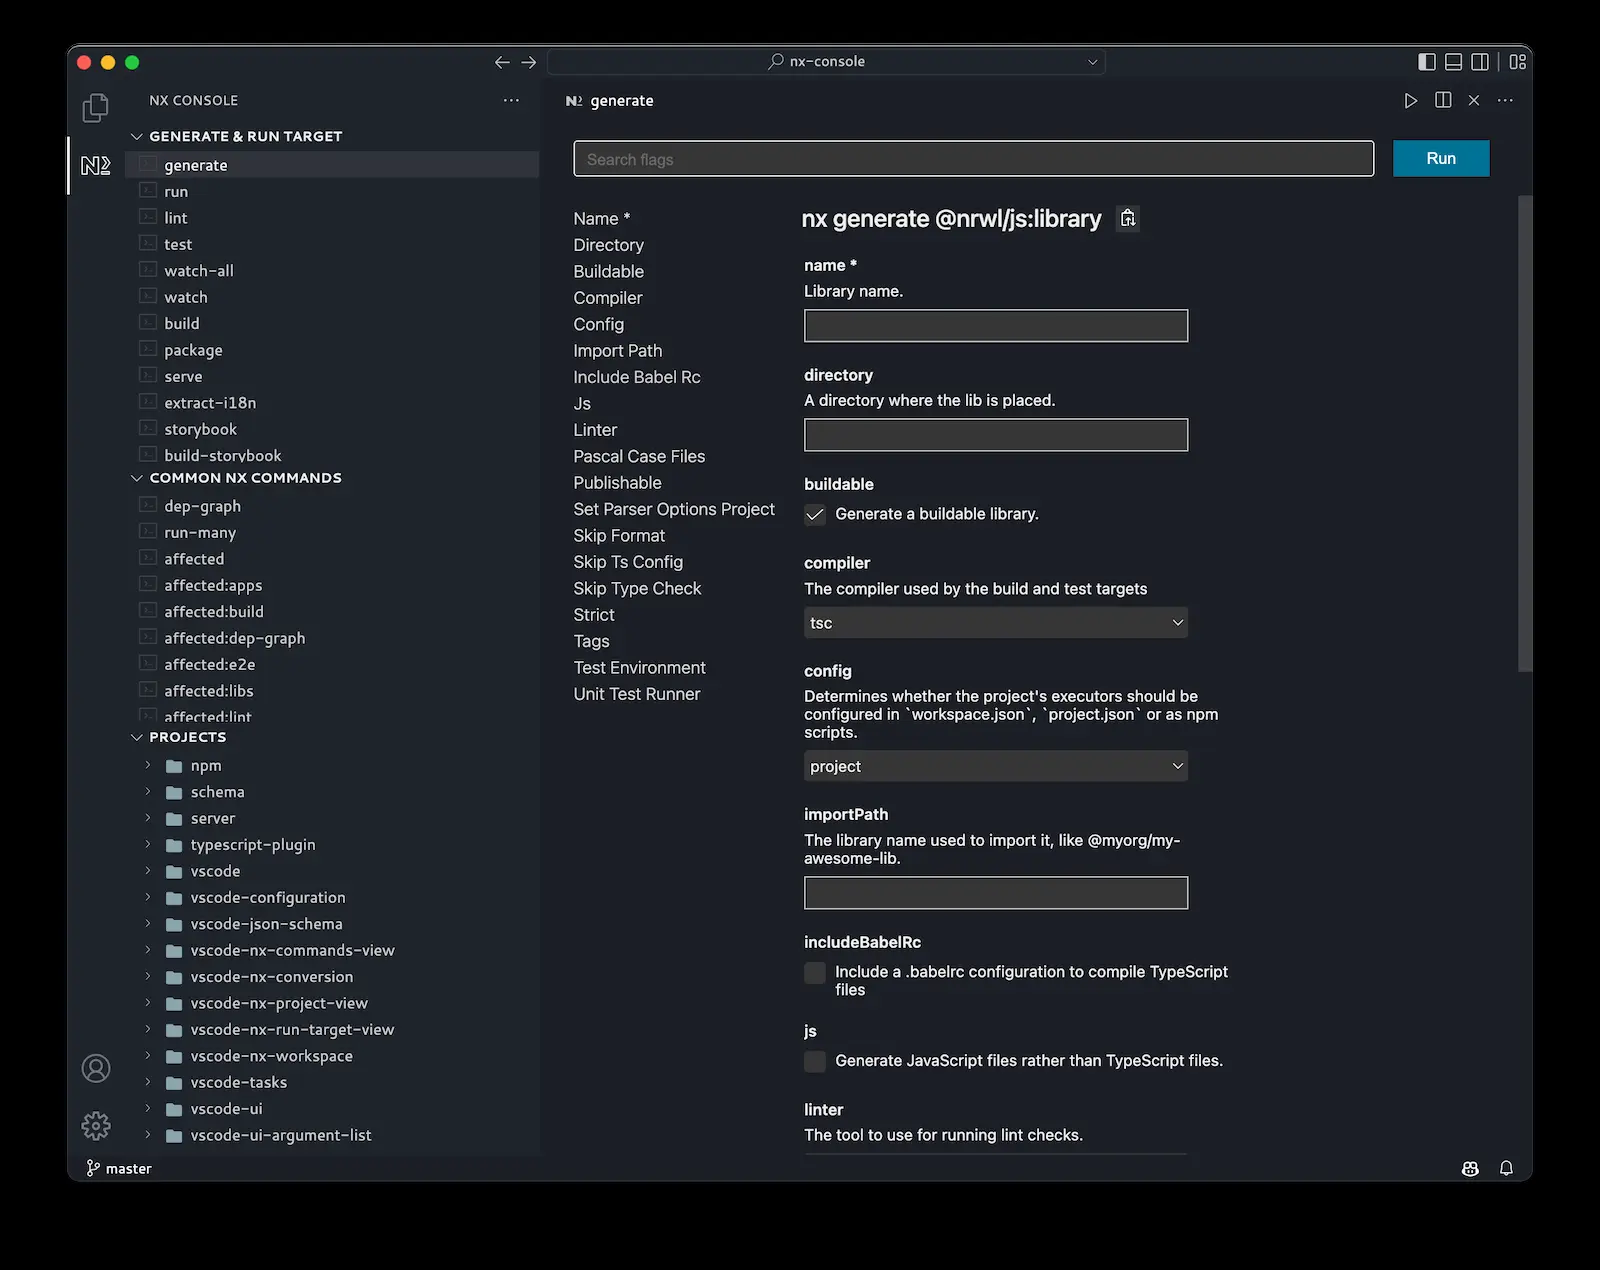 nx-console
NX CONSOLE
GENERATE & RUN TARGET
generate
run
lint
test
watch-all
watch
build
package
serve
extract-i18n
storybook
build-storybook
COMMON NX COMMANDS
dep-graph
run-many
affected
affected:apps
affected:build
affected:dep-graph
affected:e2e
affected:libs
affected:lint
PROJECTS
npm
schema
server
typescript-plugin
vscode
vscode-configuration
vscode-json-schema
vscode-nx-commands-view
vscode-nx-conversion
vscode-nx-project-view
vscode-nx-run-target-view
vscode-nx-workspace
vscode-tasks
vscode-ui
vscode-ui-argument-list
master
generate
Search flags
Run
Name *
Directory
Buildable
Compiler
Config
Import Path
Include Babel Rc
Js
Linter
Pascal Case Files
Publishable
Set Parser Options Project
Skip Format
Skip Ts Config
Skip Type Check
Strict
Tags
Test Environment
Unit Test Runner
nx generate @nrwl/js:library
name *
Library name.
directory
A directory where the lib is placed.
buildable
Generate a buildable library.
compiler
The compiler used by the build and test targets
tsc
config
Determines whether the project's executors should be
configured in `workspace.json`, `project.json` or as npm
scripts.
project
importPath
The library name used to import it, like @myorg/my-
awesome-lib.
includeBabelRc
Include a .babelrc configuration to compile TypeScript
files
js
Generate JavaScript files rather than TypeScript files.
linter
The tool to use for running lint checks.